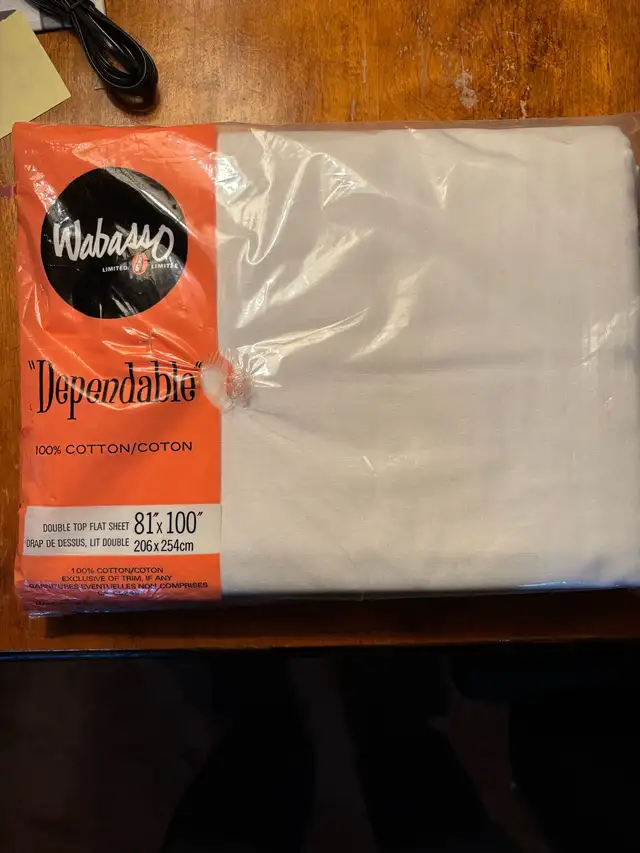 Wabasso
LIMITED LIMITÉE
"Dependable"
100% COTTON/COTON
DOUBLE TOP FLAT SHEET 81"x 100"
DRAP DE DESSUS, LIT DOUBLE 206 x 254cm
100% COTTON/COTON
EXCLUSIVE OF TRIM, IF ANY
GARNITURES EVENTUELLES NON COMPRISES